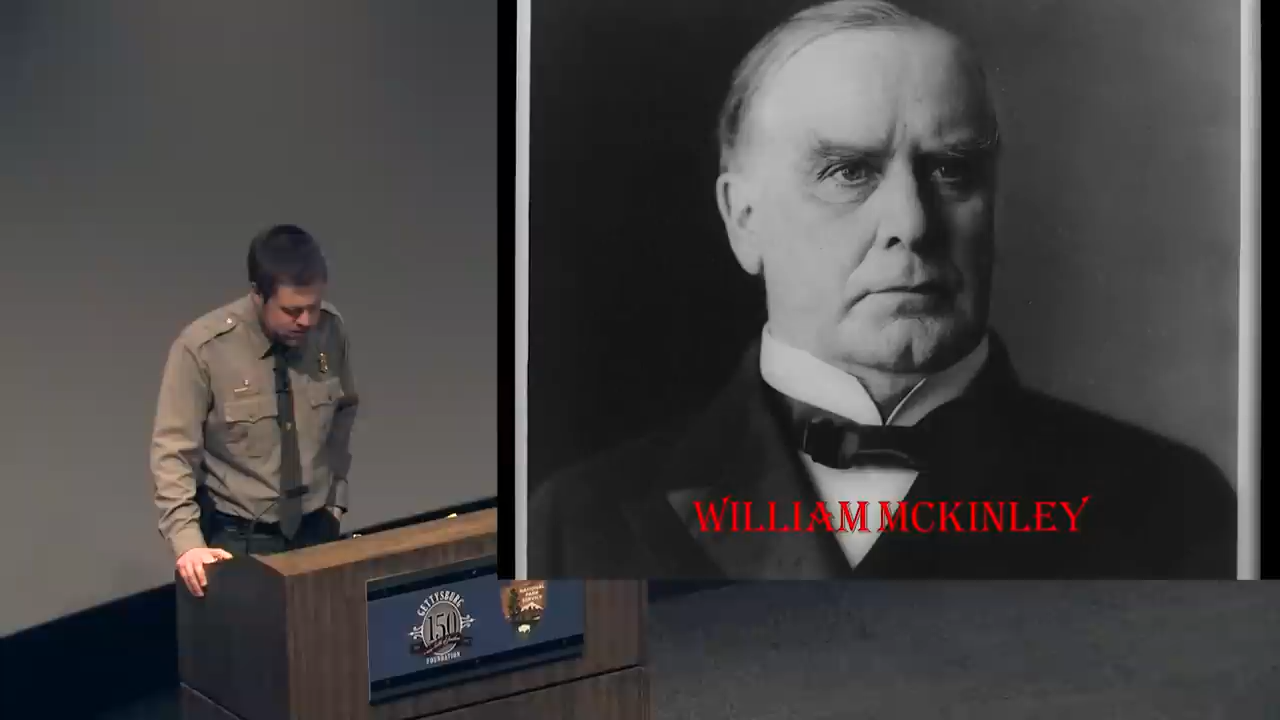 WILLIAM MCKINLEY
GETTYSBURG
150
FOUNDATION
NATIONAL
PARK
SERVICE